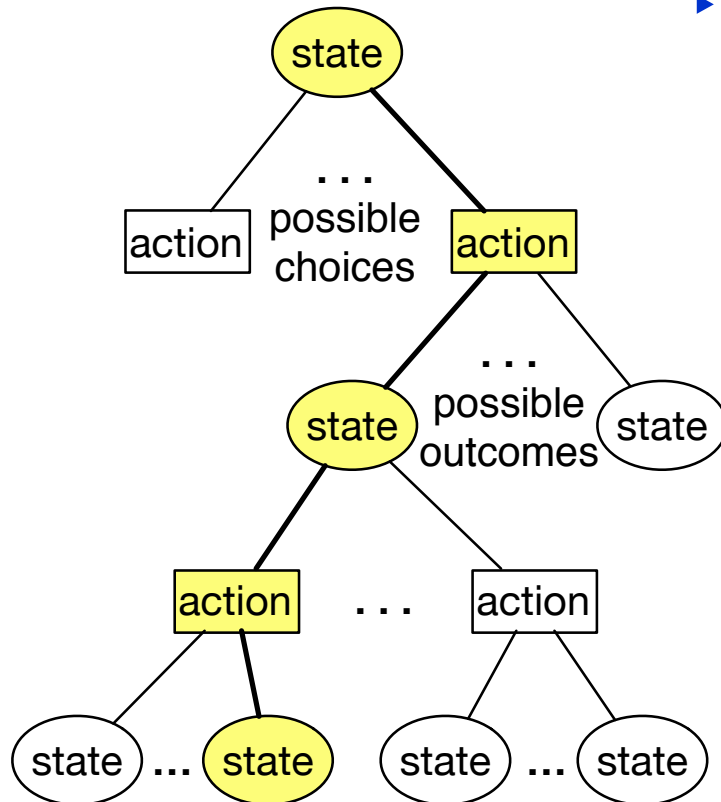 state
. . .
action possible action
choices
. . .
state possible state
outcomes
action . . . action
state ... state state ... state